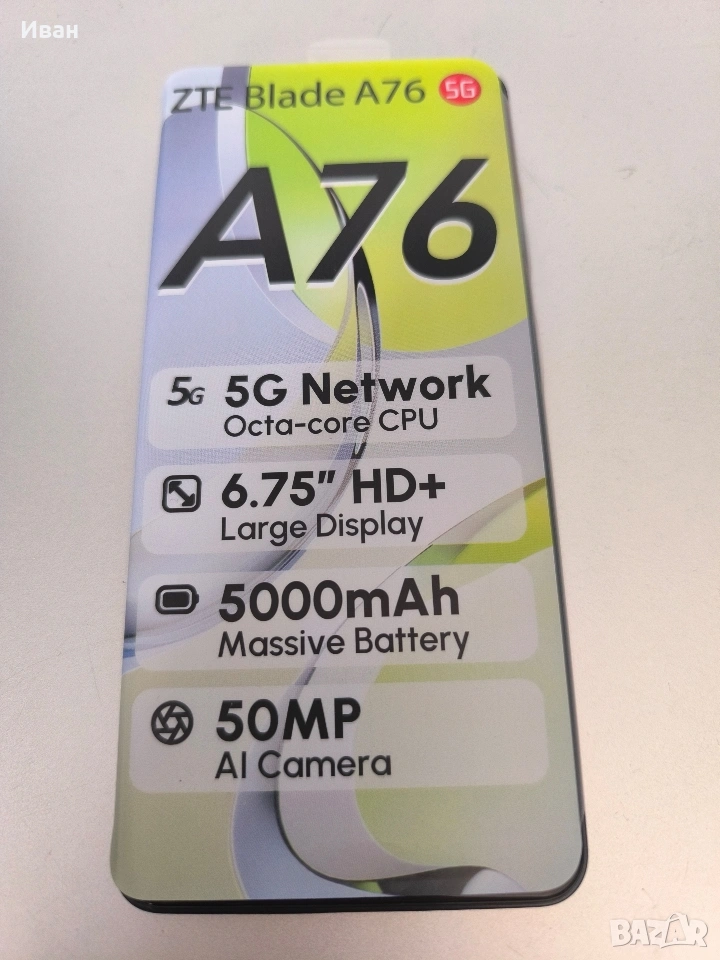 Иван
ZTE Blade A76 5G
A76
5G 5G Network
Octa-core CPU
6.75" HD+
Large Display
5000mAh
Massive Battery
50MP
AI Camera
BAZAR